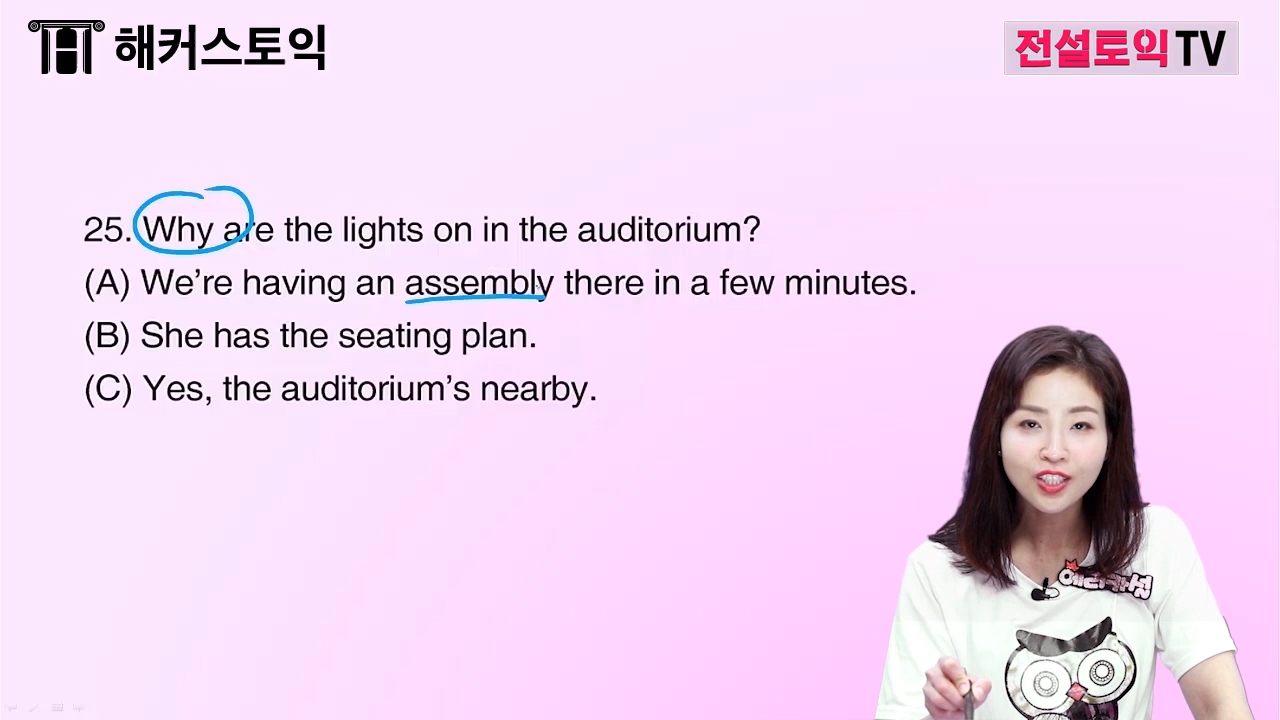 해커스토익
전설토익TV
25. Why are the lights on in the auditorium?
(A) We’re having an assembly there in a few minutes.
(B) She has the seating plan.
(C) Yes, the auditorium’s nearby.